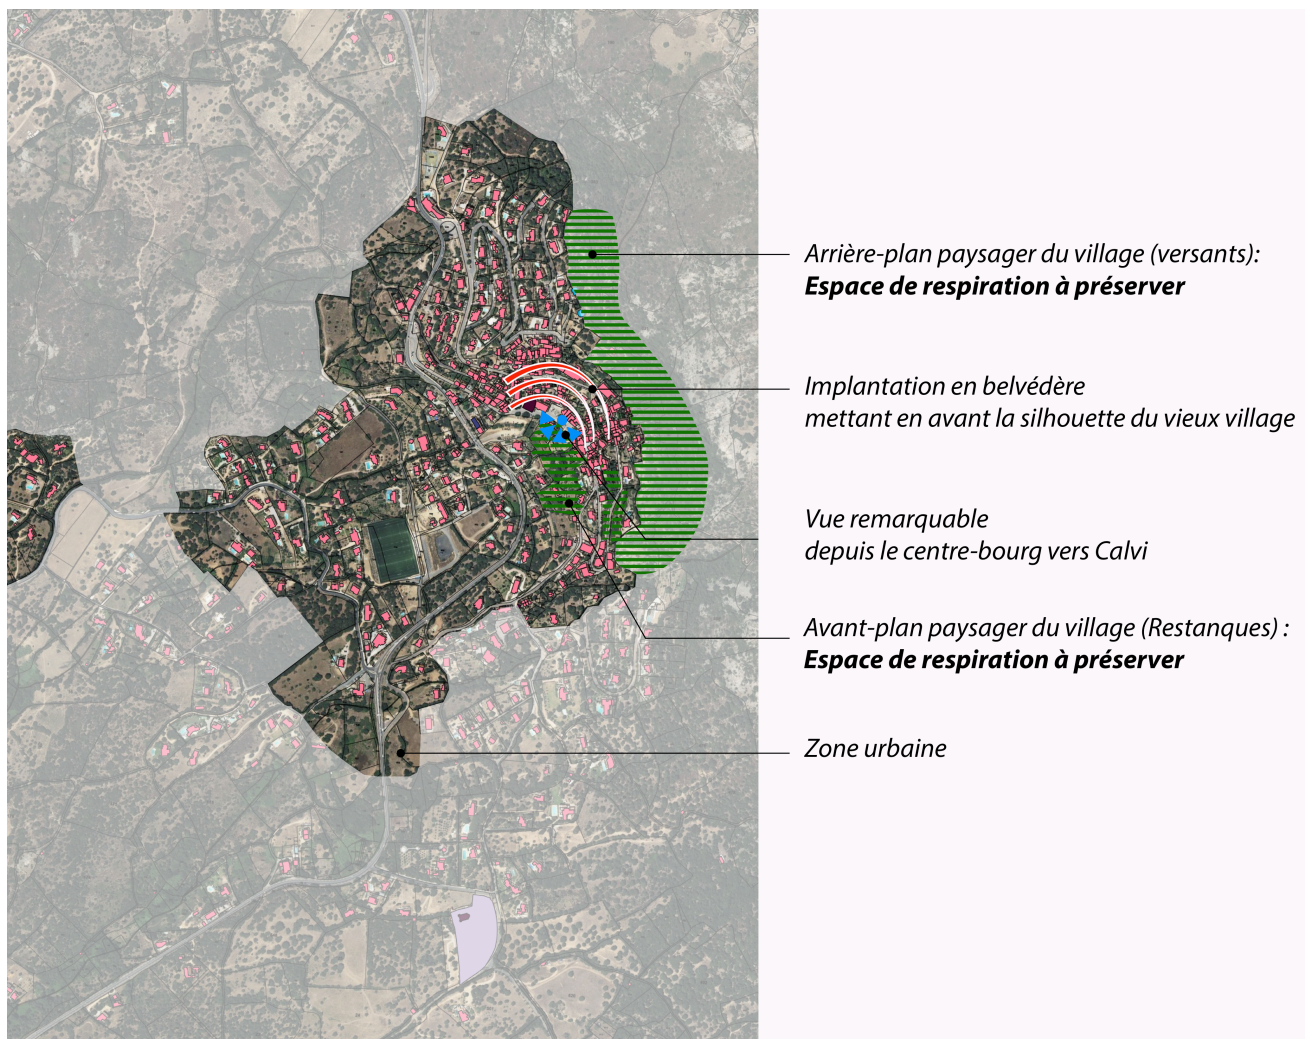 Arrière-plan paysager du village (versants):
Espace de respiration à préserver
Implantation en belvédère
mettant en avant la silhouette du vieux village
Vue remarquable
depuis le centre-bourg vers Calvi
Avant-plan paysager du village (Restanques) :
Espace de respiration à préserver
Zone urbaine